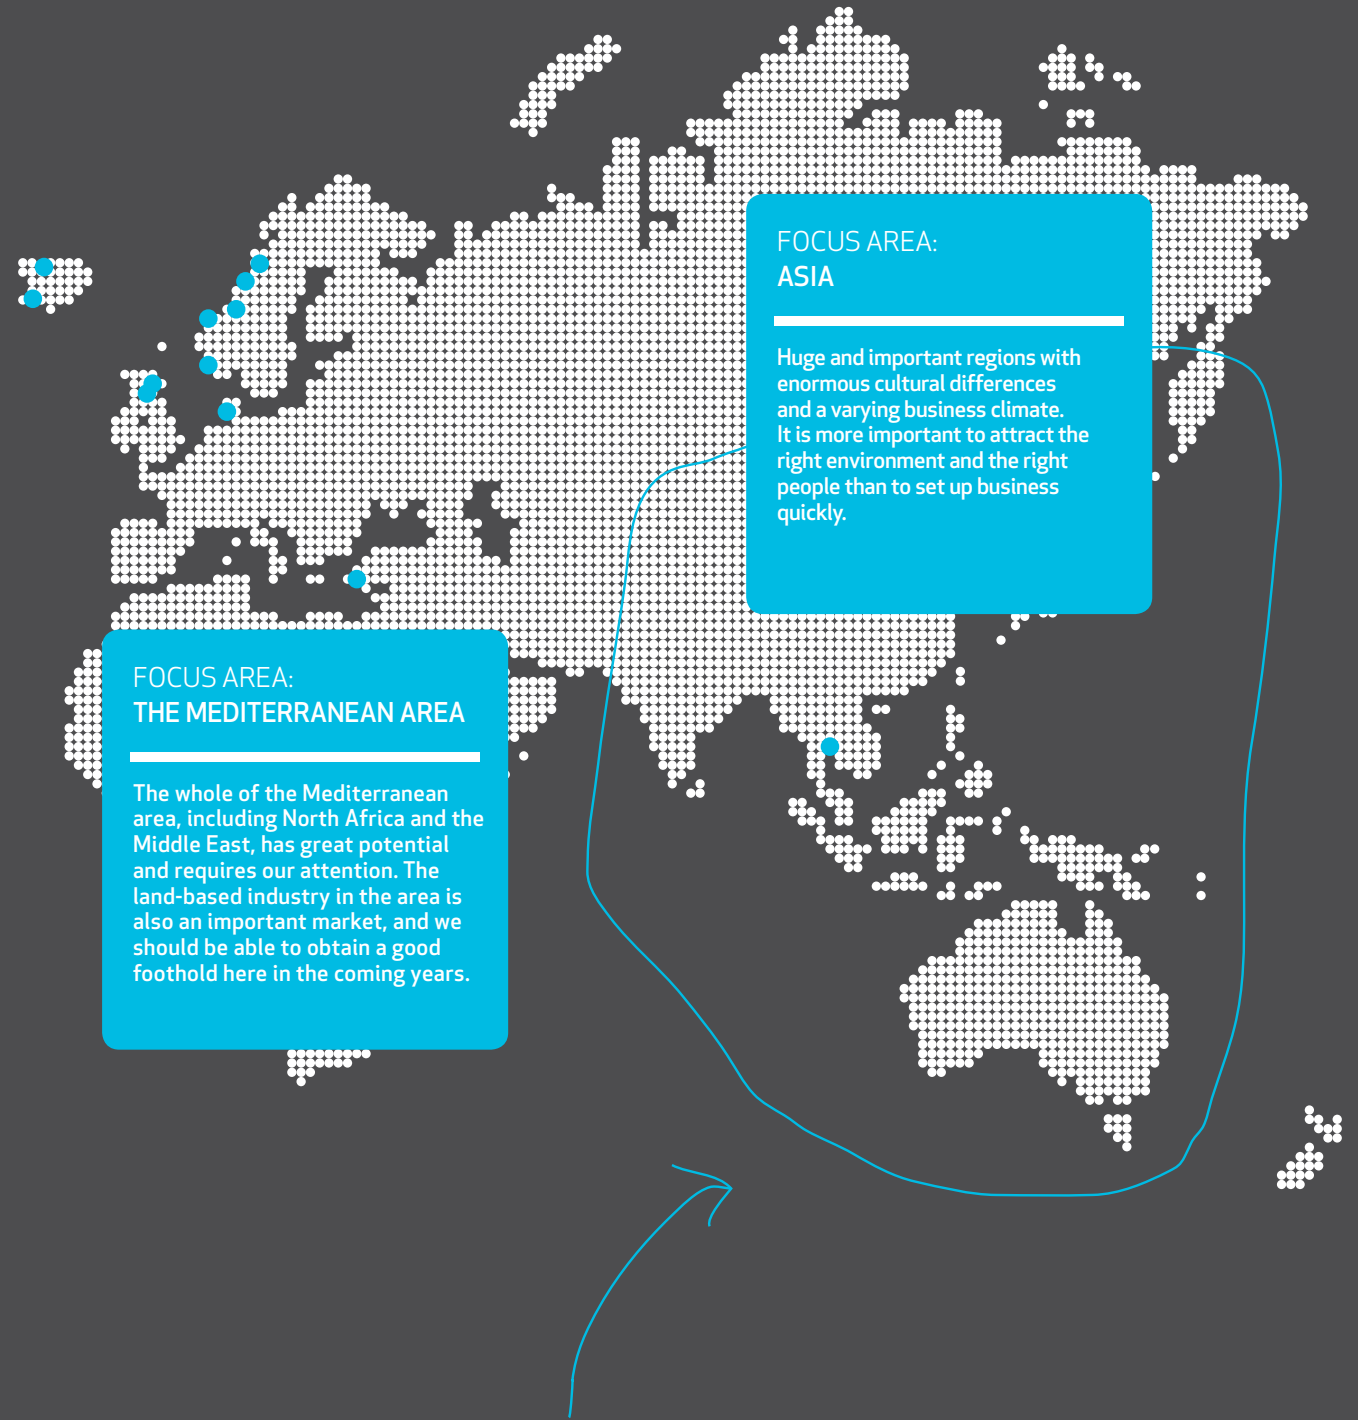 FOCUS AREA:
ASIA
Huge and important regions with
enormous cultural differences
and a varying business climate.
It is more important to attract the
right environment and the right
people than to set up business
quickly.
FOCUS AREA:
THE MEDITERRANEAN AREA
The whole of the Mediterranean
area, including North Africa and the
Middle East, has great potential
and requires our attention. The
land-based industry in the area is
also an important market, and we
should be able to obtain a good
foothold here in the coming years.